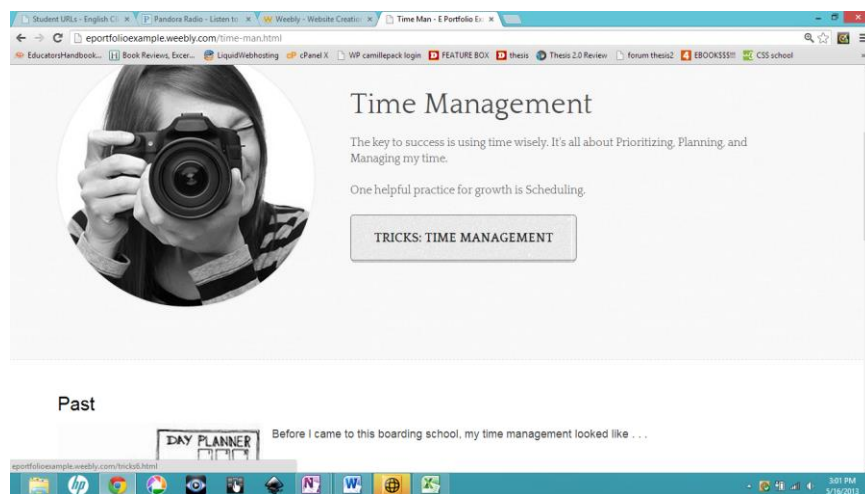 Student URLs - English Cl
Pandora Radio - Listen to
Weebly - Website Creation
Time Man - E Portfolio Ex
eportfolioexample.weebly.com/time-man.html
EducatorsHandbook...
Book Reviews, Excer...
LiquidWebhosting
cPanel X
WP camillepack login
FEATURE BOX
thesis
Thesis 2.0 Review
forum thesis2
EBOOK$$$!!!
CSS school
Time Management
The key to success is using time wisely. It's all about Prioritizing, Planning, and
Managing my time.
One helpful practice for growth is Scheduling.
TRICKS: TIME MANAGEMENT
Past
DAY PLANNER
Before I came to this boarding school, my time management looked like . . .
eportfolioexample.weebly.com/tricks6.html
3:01 PM
5/16/2013